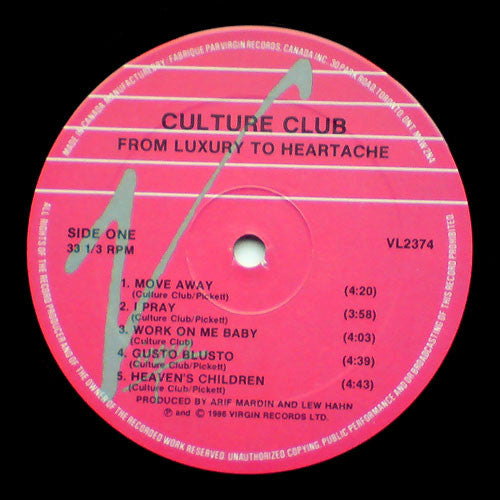 MADE IN CANADA. MANUFACTURED BY / FABRIQUE PAR VIRGIN RECORDS, CANADA INC. 30 PARK ROAD, TORONTO, ONT. M4W 2N4
CULTURE CLUB
FROM LUXURY TO HEARTACHE
SIDE ONE
33 1/3 RPM
VL2374
1. MOVE AWAY (4:20)
(Culture Club/Pickett)
2. I PRAY (3:58)
(Culture Club/Pickett)
3. WORK ON ME BABY (4:03)
(Culture Club)
4. GUSTO BLUSTO (4:39)
(Culture Club/Pickett)
5. HEAVEN'S CHILDREN (4:43)
(Culture Club/Pickett)
PRODUCED BY ARIF MARDIN AND LEW HAHN
℗ and © 1986 VIRGIN RECORDS LTD.
ALL RIGHTS OF THE RECORD PRODUCER AND OF THE OWNER OF THE RECORDED WORK RESERVED. UNAUTHORIZED COPYING, PUBLIC PERFORMANCE AND OR BROADCASTING OF THIS RECORD PROHIBITED.